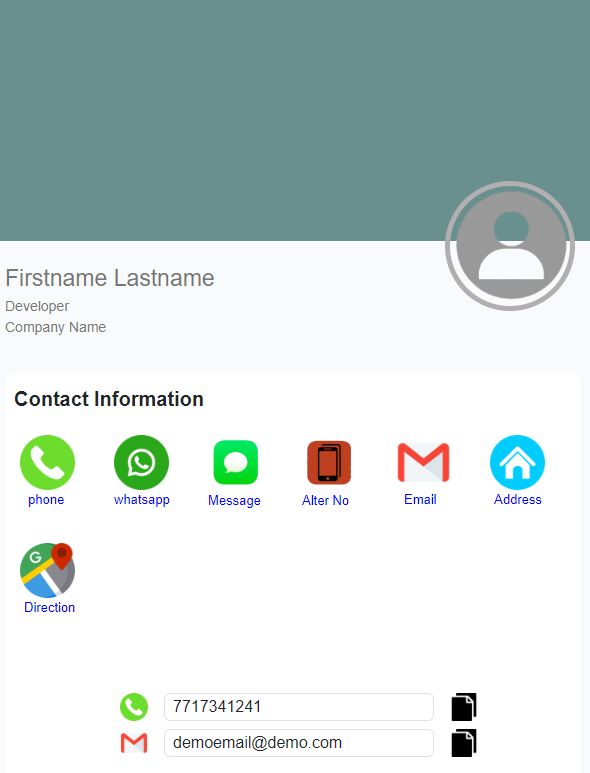 Firstname Lastname
Developer
Company Name
Contact Information
phone whatsapp Message Alter No Email Address
G
Direction
7717341241
demoemail@demo.com